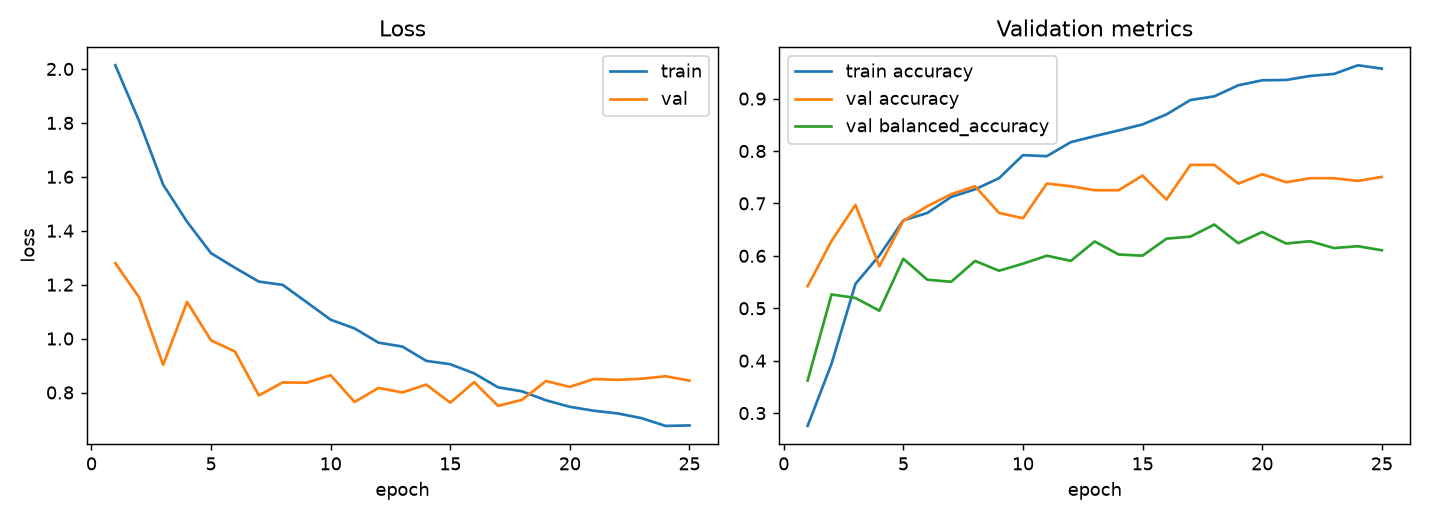 Loss
train
val
2.0
1.8
1.6
1.4
1.2
1.0
0.8
loss
0 5 10 15 20 25
epoch
Validation metrics
train accuracy
val accuracy
val balanced_accuracy
0.9
0.8
0.7
0.6
0.5
0.4
0.3
0 5 10 15 20 25
epoch